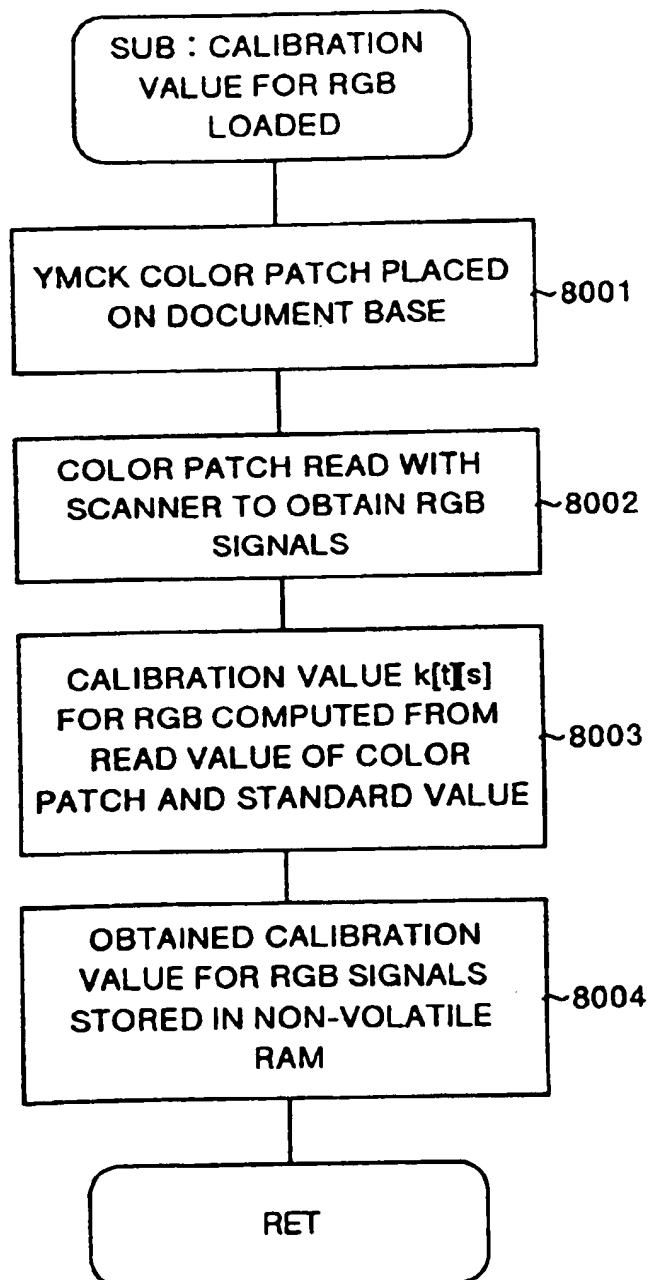 SUB : CALIBRATION
VALUE FOR RGB
LOADED
YMCK COLOR PATCH PLACED
ON DOCUMENT BASE
8001
COLOR PATCH READ WITH
SCANNER TO OBTAIN RGB
SIGNALS
8002
CALIBRATION VALUE k[t][s]
FOR RGB COMPUTED FROM
READ VALUE OF COLOR
PATCH AND STANDARD VALUE
8003
OBTAINED CALIBRATION
VALUE FOR RGB SIGNALS
STORED IN NON-VOLATILE
RAM
8004
RET